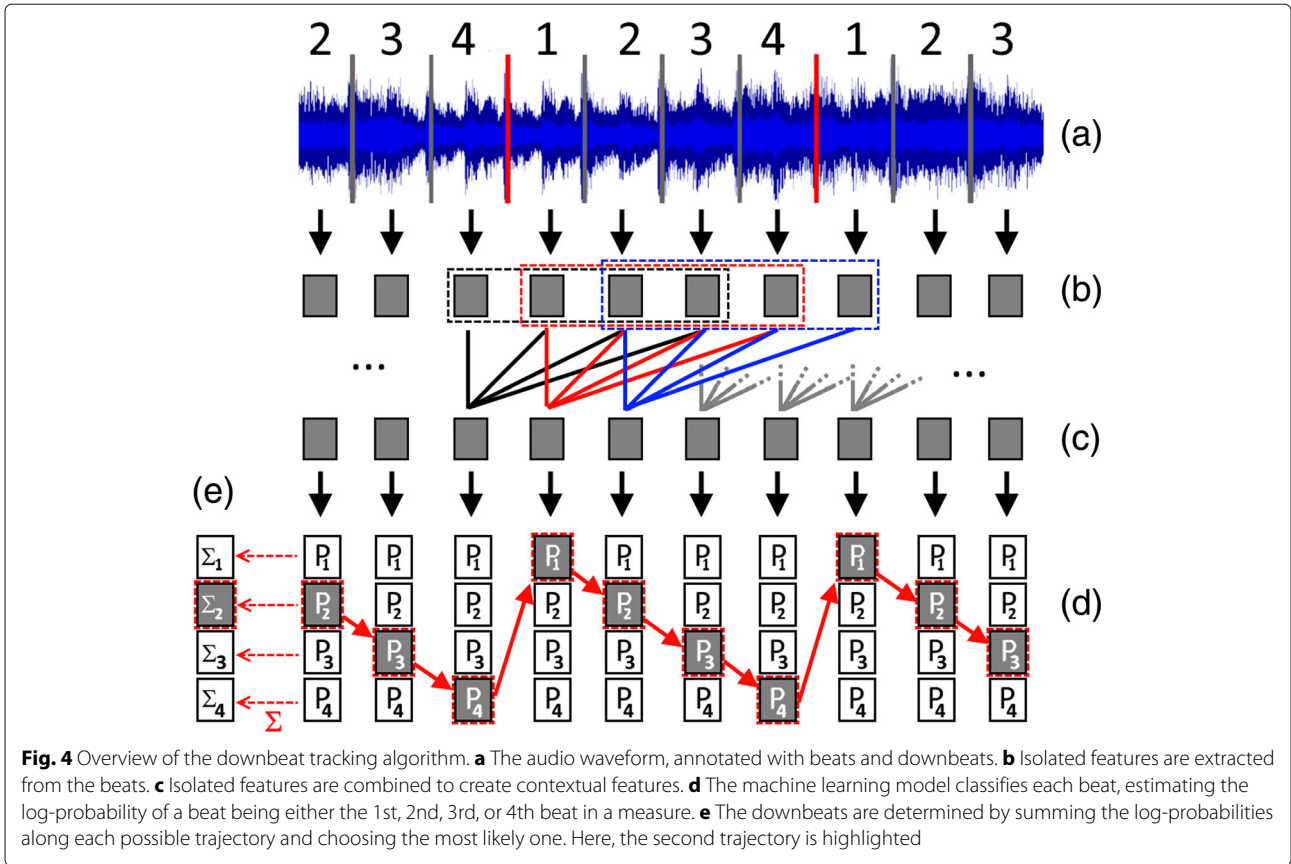 2 3 4 1 2 3 4 1 2 3
(a)
(b)
... ...
(c)
(e)
Σ1 P1 P1 P1 P1 P1 P1 P1 P1 P1 P1
Σ2 P2 P2 P2 P2 P2 P2 P2 P2 P2 P2
(d)
Σ3 P3 P3 P3 P3 P3 P3 P3 P3 P3 P3
Σ4 P4 P4 P4 P4 P4 P4 P4 P4 P4 P4
Σ
Fig. 4 Overview of the downbeat tracking algorithm. a The audio waveform, annotated with beats and downbeats. b Isolated features are extracted
from the beats. c Isolated features are combined to create contextual features. d The machine learning model classifies each beat, estimating the
log-probability of a beat being either the 1st, 2nd, 3rd, or 4th beat in a measure. e The downbeats are determined by summing the log-probabilities
along each possible trajectory and choosing the most likely one. Here, the second trajectory is highlighted